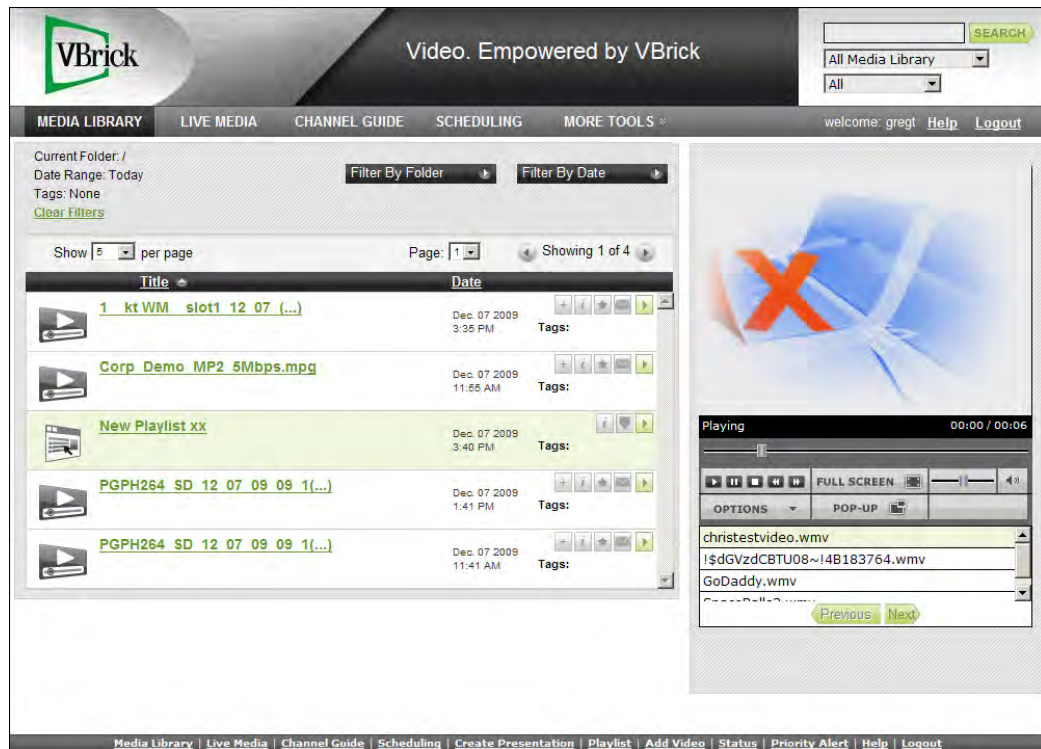 VBrick
Video. Empowered by VBrick
SEARCH
All Media Library
All
MEDIA LIBRARY LIVE MEDIA CHANNEL GUIDE SCHEDULING MORE TOOLS
welcome: gregt Help Logout
Current Folder: /
Date Range: Today
Tags: None
Clear Filters
Filter By Folder
Filter By Date
Show 5 per page
Page: 1
Showing 1 of 4
Title Date
1 kt WM slot1 12 07 (...)
Dec. 07 2009
3:35 PM
Tags:
Corp Demo MP2 5Mbps.mpg
Dec. 07 2009
11:55 AM
Tags:
New Playlist xx
Dec. 07 2009
3:40 PM
Tags:
PGPH264 SD 12 07 09 09 1(...)
Dec. 07 2009
1:41 PM
Tags:
PGPH264 SD 12 07 09 09 1(...)
Dec. 07 2009
11:41 AM
Tags:
Playing 00:00 / 00:06
FULL SCREEN
OPTIONS POP-UP
christestvideo.wmv
!$dGVzdCBTU08~!4B183764.wmv
GoDaddy.wmv
Previous Next
Media Library | Live Media | Channel Guide | Scheduling | Create Presentation | Playlist | Add Video | Status | Priority Alert | Help | Logout